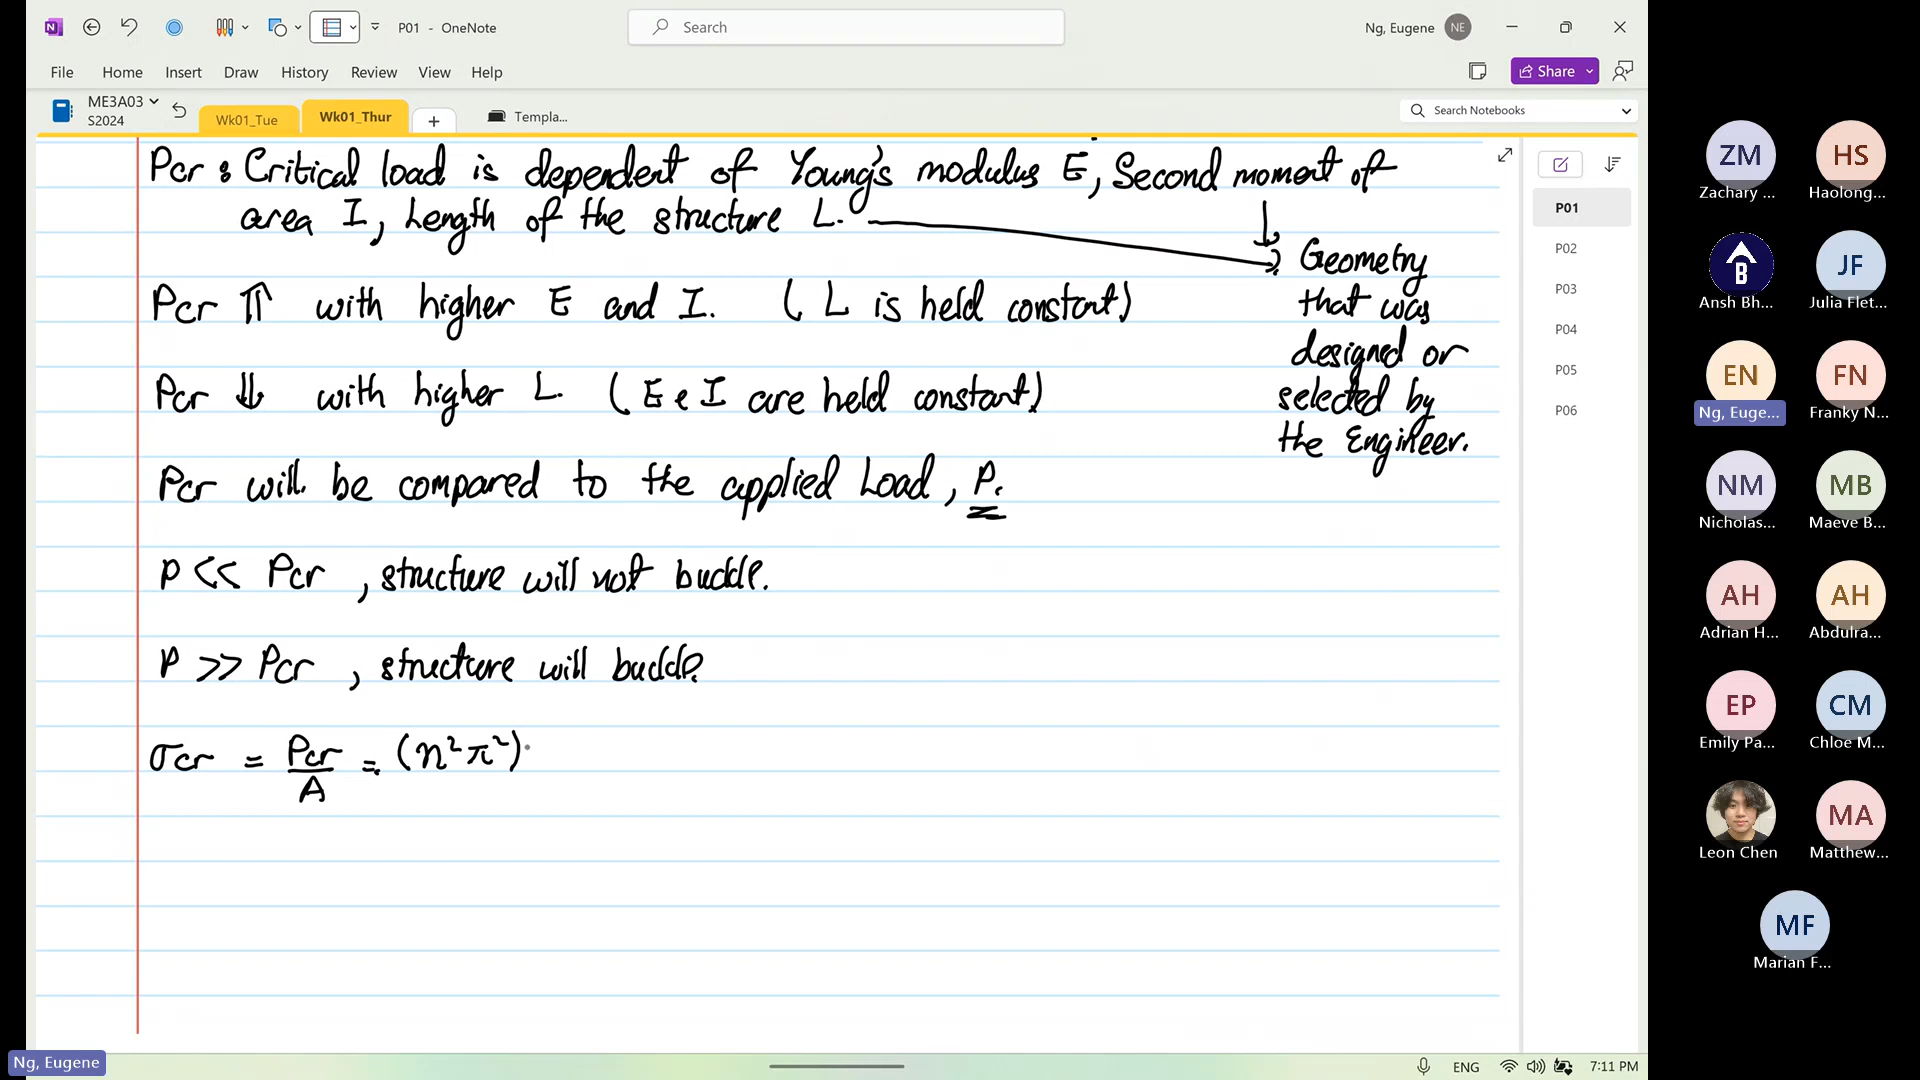 P01 - OneNote
Search
Ng, Eugene
NE
File Home Insert Draw History Review View Help
Share
ME3A03
S2024
Wk01_Tue
Wk01_Thur
Templa...
Search Notebooks
Pcr : Critical load is dependent of Young's modulus E, Second moment of
area I, Length of the structure L.
Geometry
that was
designed or
selected by
the Engineer.
Pcr ⇑ with higher E and I. ( L is held constant)
Pcr ⇓ with higher L. ( E & I are held constant)
Pcr will be compared to the applied Load, P.
P << Pcr , structure will not buckle.
P >> Pcr , structure will buckle.
σcr = Pcr/A = (n²π²)
P01
P02
P03
P04
P05
P06
ZM
Zachary ...
HS
Haolong...
B
Ansh Bh...
JF
Julia Flet...
EN
Ng, Euge...
FN
Franky N...
NM
Nicholas...
MB
Maeve B...
AH
Adrian H...
AH
Abdulra...
EP
Emily Pa...
CM
Chloe M...
Leon Chen
MA
Matthew...
MF
Marian F...
Ng, Eugene
ENG
7:11 PM